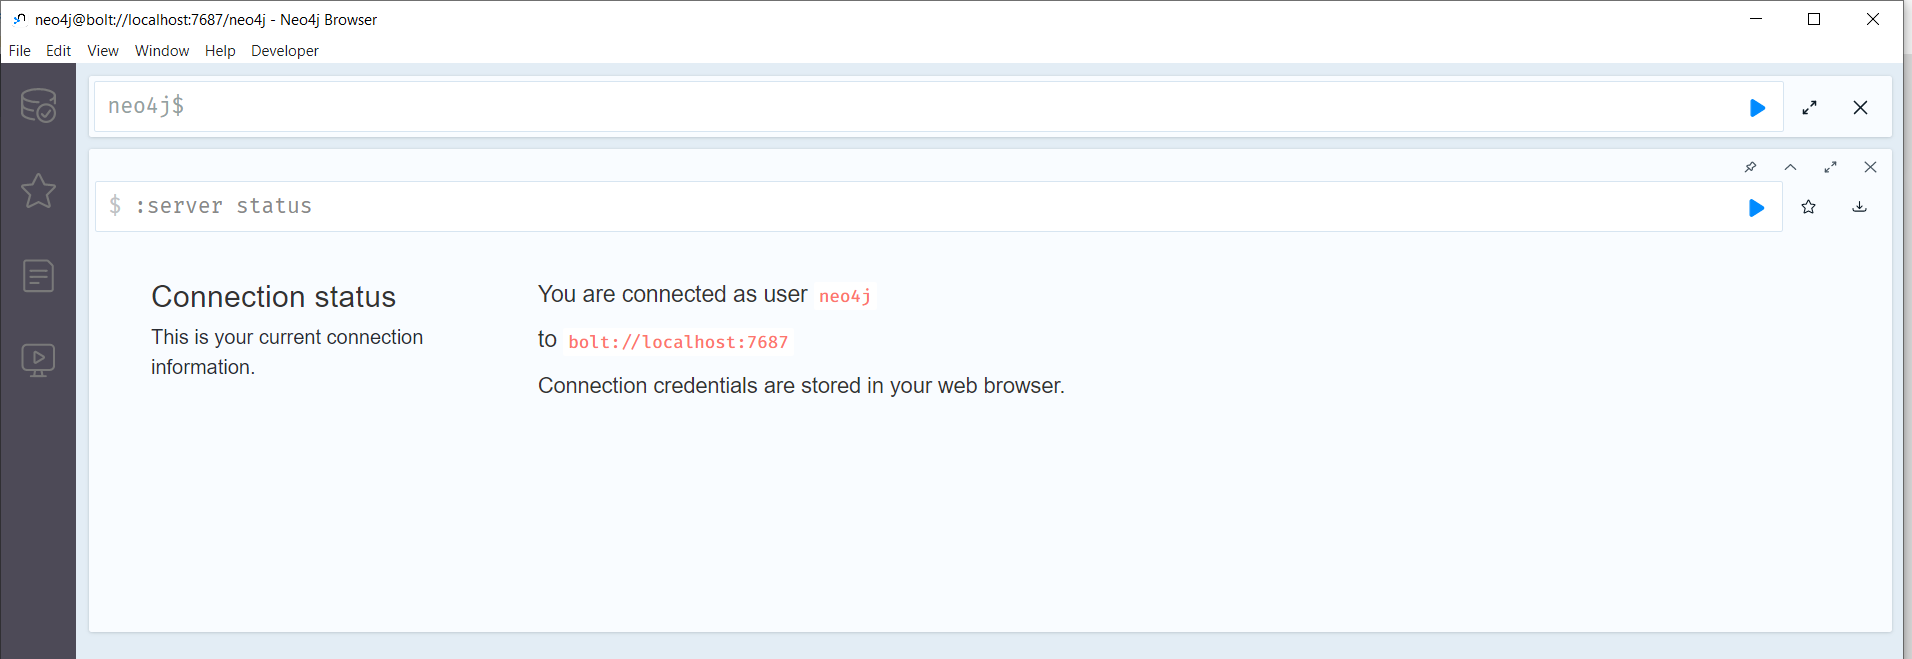 neo4j@bolt://localhost:7687/neo4j - Neo4j Browser
File Edit View Window Help Developer
neo4j$
$ :server status
Connection status
This is your current connection
information.
You are connected as user neo4j
to bolt://localhost:7687
Connection credentials are stored in your web browser.